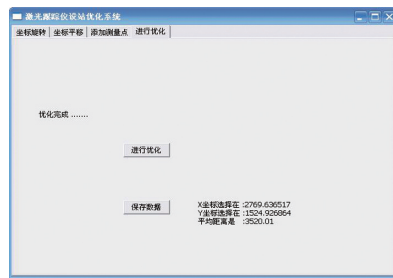 激光跟踪仪设站优化系统
坐标旋转 坐标平移 添加测量点 进行优化
优化完成 .......
进行优化
保存数据
X坐标选择在 :2769.636517
Y坐标选择在 :1524.926864
平均距离是 :3520.01